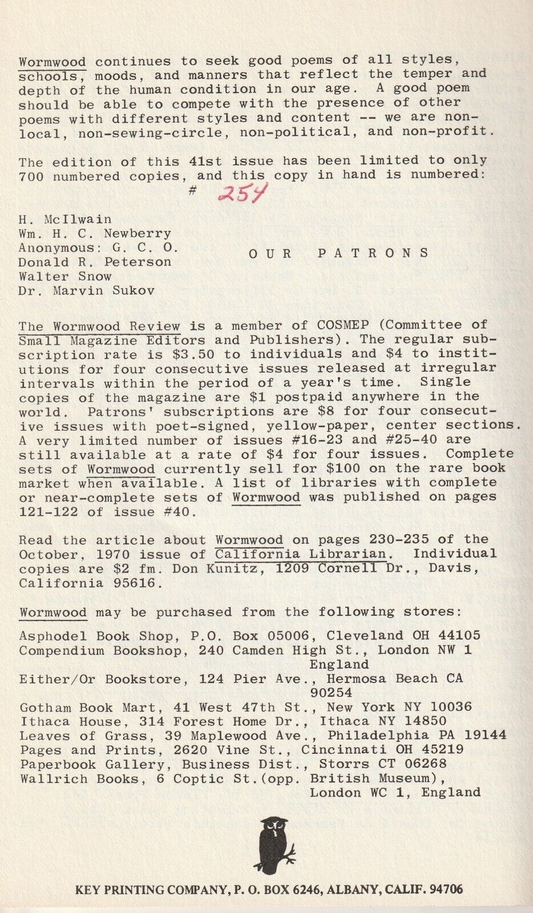 Wormwood continues to seek good poems of all styles,
schools, moods, and manners that reflect the temper and
depth of the human condition in our age. A good poem
should be able to compete with the presence of other
poems with different styles and content -- we are non-
local, non-sewing-circle, non-political, and non-profit.
The edition of this 41st issue has been limited to only
700 numbered copies, and this copy in hand is numbered:
# 254
H. McIlwain
Wm. H. C. Newberry
Anonymous: G. C. O.
Donald R. Peterson
Walter Snow
Dr. Marvin Sukov
OUR PATRONS
The Wormwood Review is a member of COSMEP (Committee of
Small Magazine Editors and Publishers). The regular sub-
scription rate is $3.50 to individuals and $4 to instit-
utions for four consecutive issues released at irregular
intervals within the period of a year's time. Single
copies of the magazine are $1 postpaid anywhere in the
world. Patrons' subscriptions are $8 for four consecut-
ive issues with poet-signed, yellow-paper, center sections.
A very limited number of issues #16-23 and #25-40 are
still available at a rate of $4 for four issues. Complete
sets of Wormwood currently sell for $100 on the rare book
market when available. A list of libraries with complete
or near-complete sets of Wormwood was published on pages
121-122 of issue #40.
Read the article about Wormwood on pages 230-235 of the
October, 1970 issue of California Librarian. Individual
copies are $2 fm. Don Kunitz, 1209 Cornell Dr., Davis,
California 95616.
Wormwood may be purchased from the following stores:
Asphodel Book Shop, P.O. Box 05006, Cleveland OH 44105
Compendium Bookshop, 240 Camden High St., London NW 1
England
Either/Or Bookstore, 124 Pier Ave., Hermosa Beach CA
90254
Gotham Book Mart, 41 West 47th St., New York NY 10036
Ithaca House, 314 Forest Home Dr., Ithaca NY 14850
Leaves of Grass, 39 Maplewood Ave., Philadelphia PA 19144
Pages and Prints, 2620 Vine St., Cincinnati OH 45219
Paperbook Gallery, Business Dist., Storrs CT 06268
Wallrich Books, 6 Coptic St.(opp. British Museum),
London WC 1, England
KEY PRINTING COMPANY, P. O. BOX 6246, ALBANY, CALIF. 94706